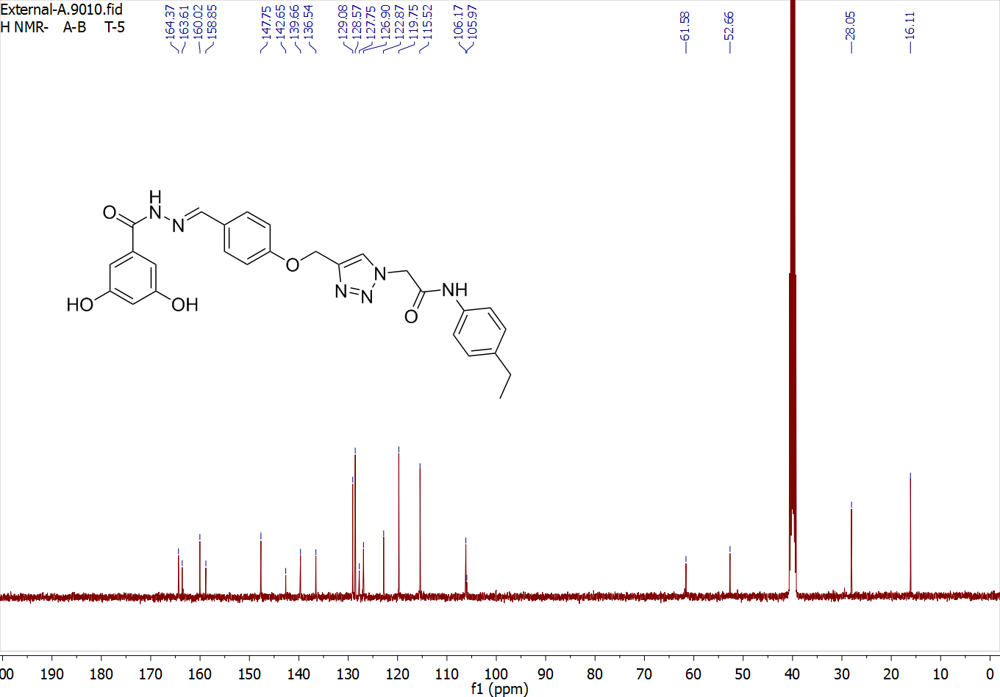 External-A.9010.fid
H NMR- A-B T-5
164.37
163.61
160.02
158.85
147.75
142.65
139.66
136.54
129.08
128.57
127.75
126.90
122.87
119.75
115.52
106.17
105.97
61.58
52.66
28.05
16.11
H
O
N
N
O
N
N
N
NH
O
HO
OH
00 190 180 170 160 150 140 130 120 110 100 90 80 70 60 50 40 30 20 10 0
f1 (ppm)